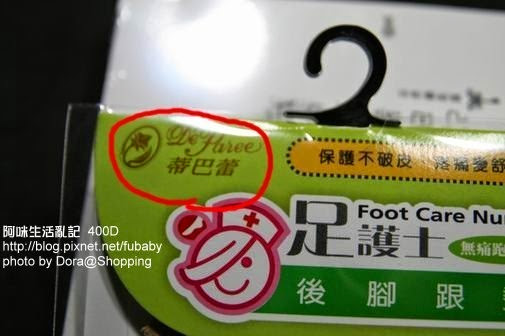 De Three
蒂巴蕾
保護不破皮
足護士
Foot Care Nu
無痛跑
後腳跟
阿咪生活亂記 400D
http://blog.pixnet.net/fubaby
photo by Dora@Shopping